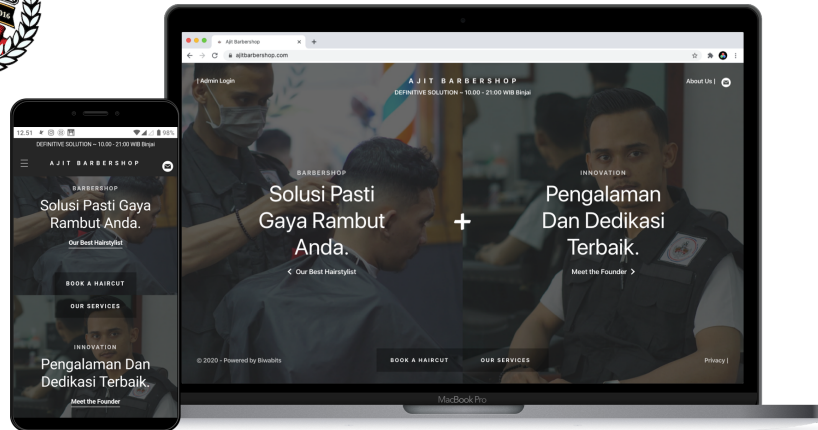 2016
Ajit Barbershop
ajitbarbershop.com
| Admin Login
AJIT BARBERSHOP
DEFINITIVE SOLUTION ~ 10.00 - 21:00 WIB Binjai
About Us |
BARBERSHOP
Solusi Pasti
Gaya Rambut
Anda.
Our Best Hairstylist
+
INNOVATION
Pengalaman
Dan Dedikasi
Terbaik.
Meet the Founder
© 2020 - Powered by Biwabits
BOOK A HAIRCUT
OUR SERVICES
Privacy |
MacBook Pro
12.51
98%
DEFINITIVE SOLUTION ~ 10.00 - 21:00 WIB Binjai
AJIT BARBERSHOP
BARBERSHOP
Solusi Pasti Gaya
Rambut Anda.
Our Best Hairstylist
BOOK A HAIRCUT
OUR SERVICES
INNOVATION
Pengalaman Dan
Dedikasi Terbaik.
Meet the Founder